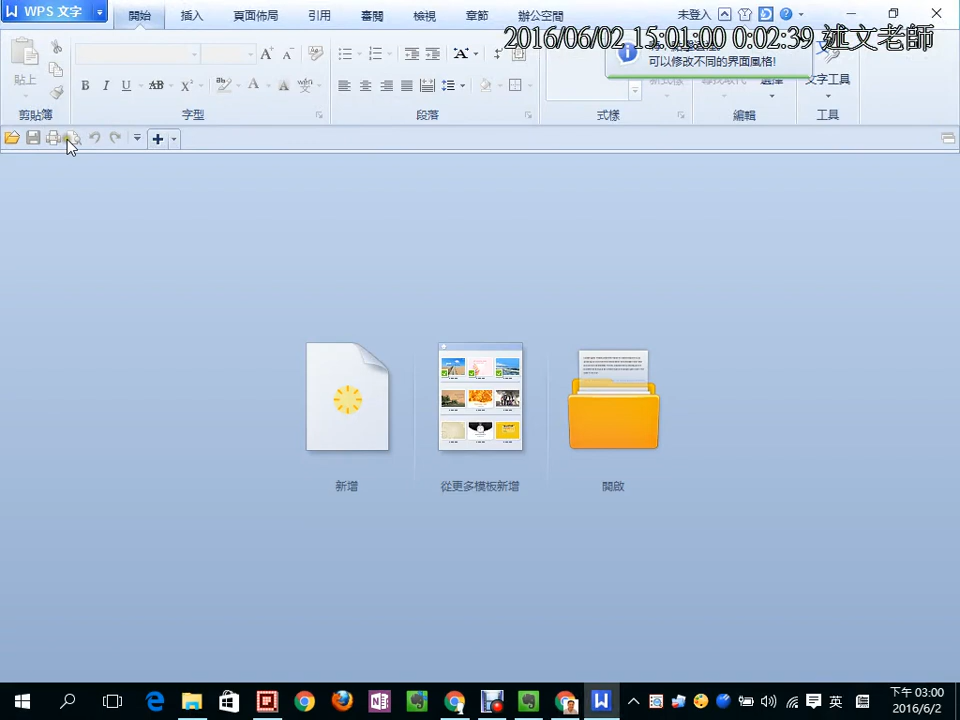 WPS 文字
開始 插入 頁面佈局 引用 審閱 檢視 章節 辦公空間 未登入
2016/06/02 15:01:00 0:02:39 述文老師
可以修改不同的界面風格!
貼上
B I U AB X² A A
文字工具
剪貼簿 字型 段落 式樣 編輯 工具
新增 從更多模板新增 開啟
英
下午 03:00
2016/6/2